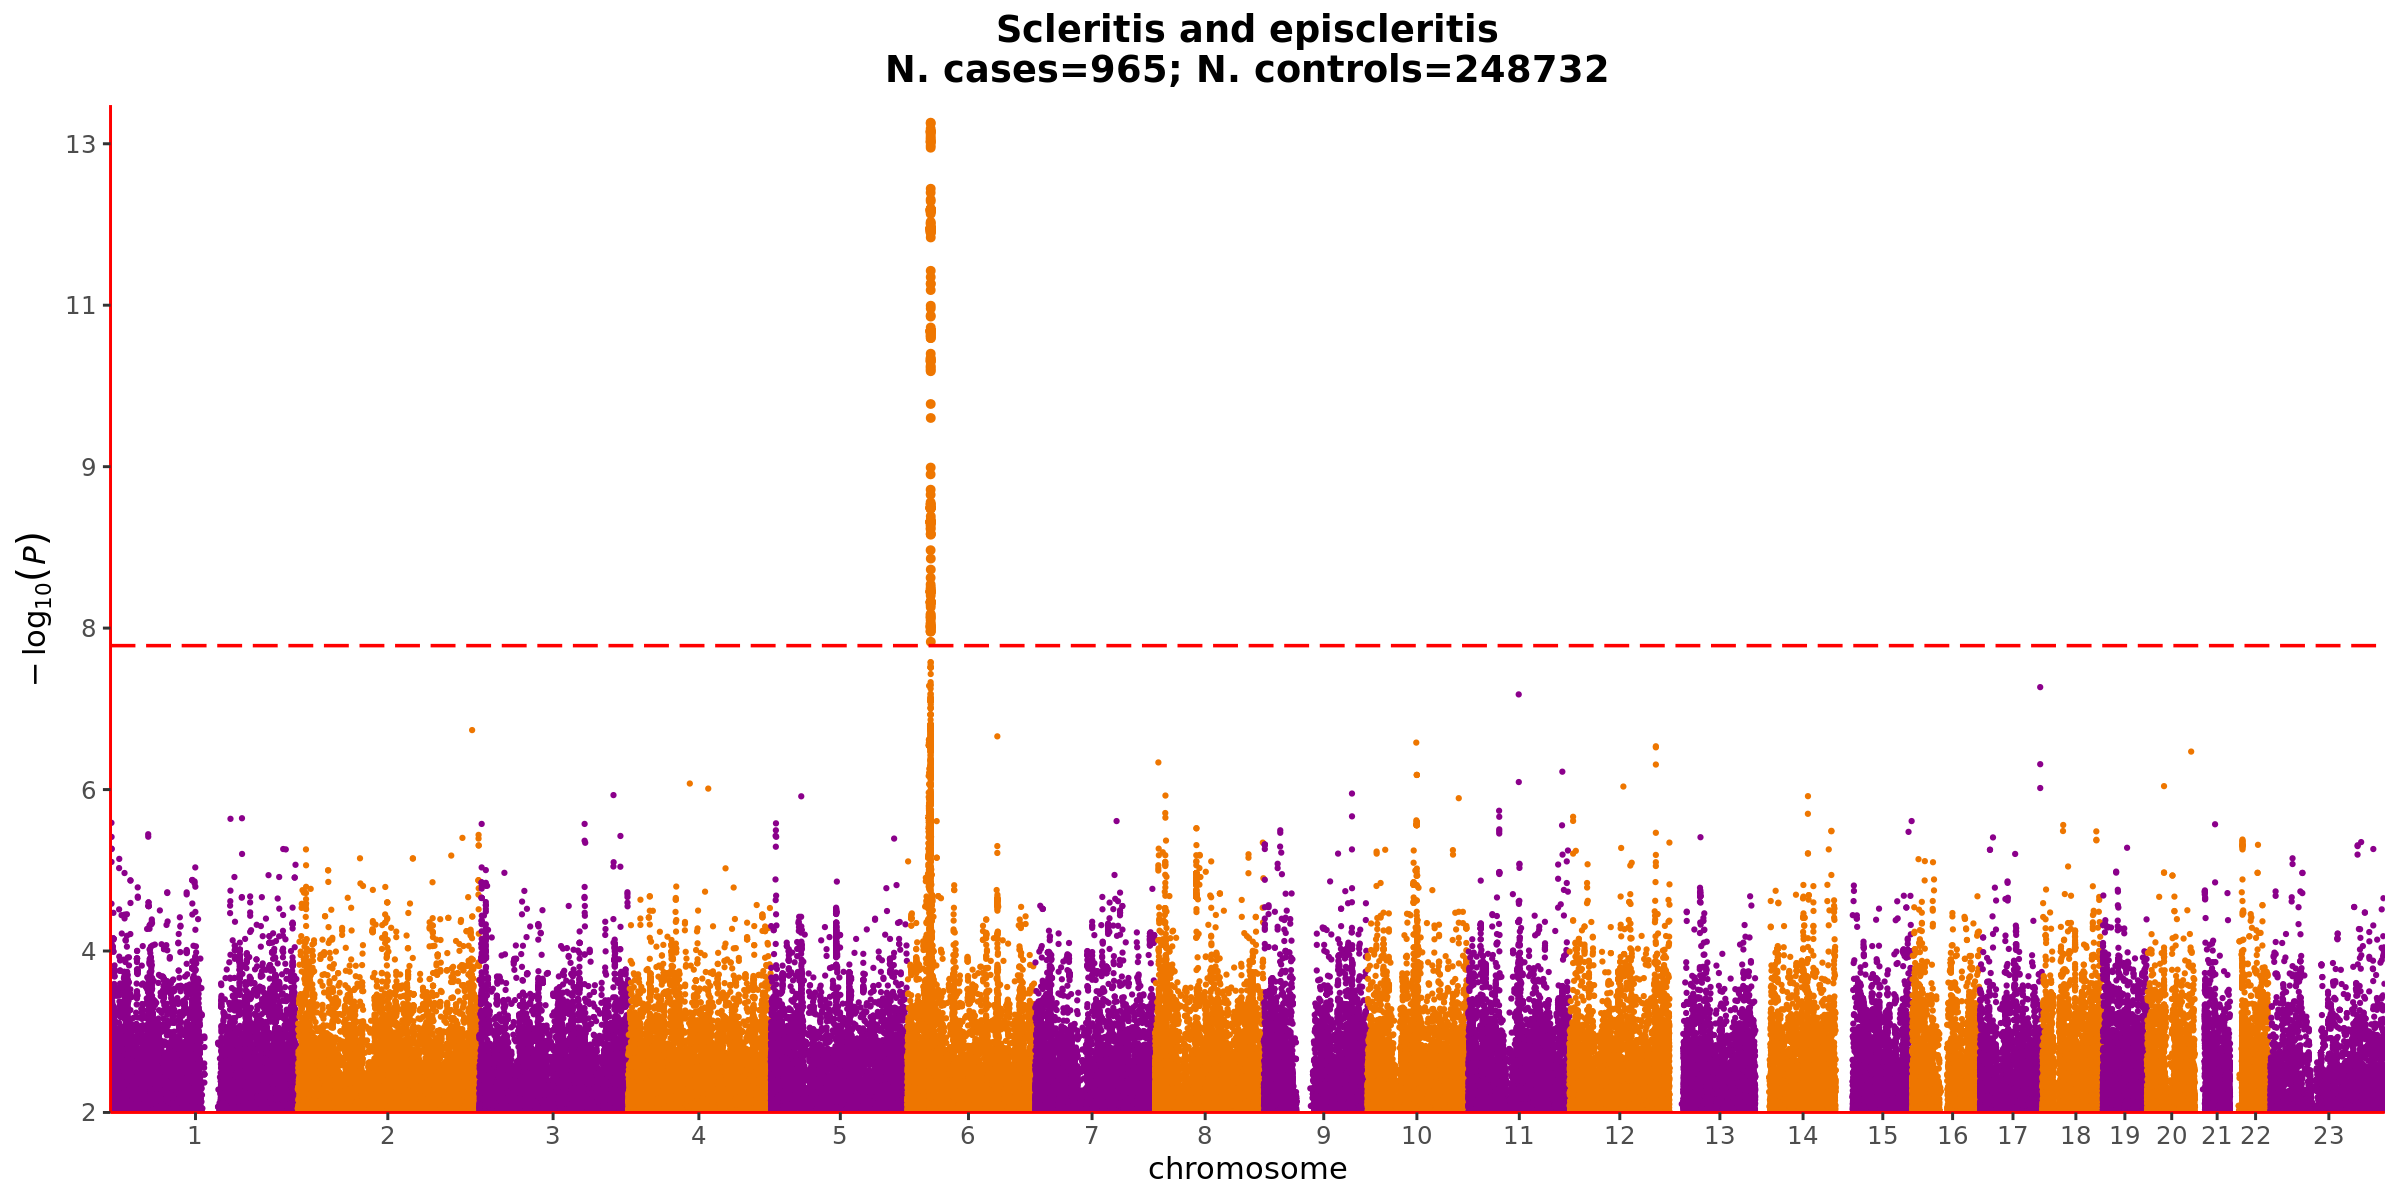 Scleritis and episcleritis
N. cases=965; N. controls=248732
13
11
9
8
6
4
2
−log₁₀(P)
1 2 3 4 5 6 7 8 9 10 11 12 13 14 15 16 17 18 19 20 21 22 23
chromosome